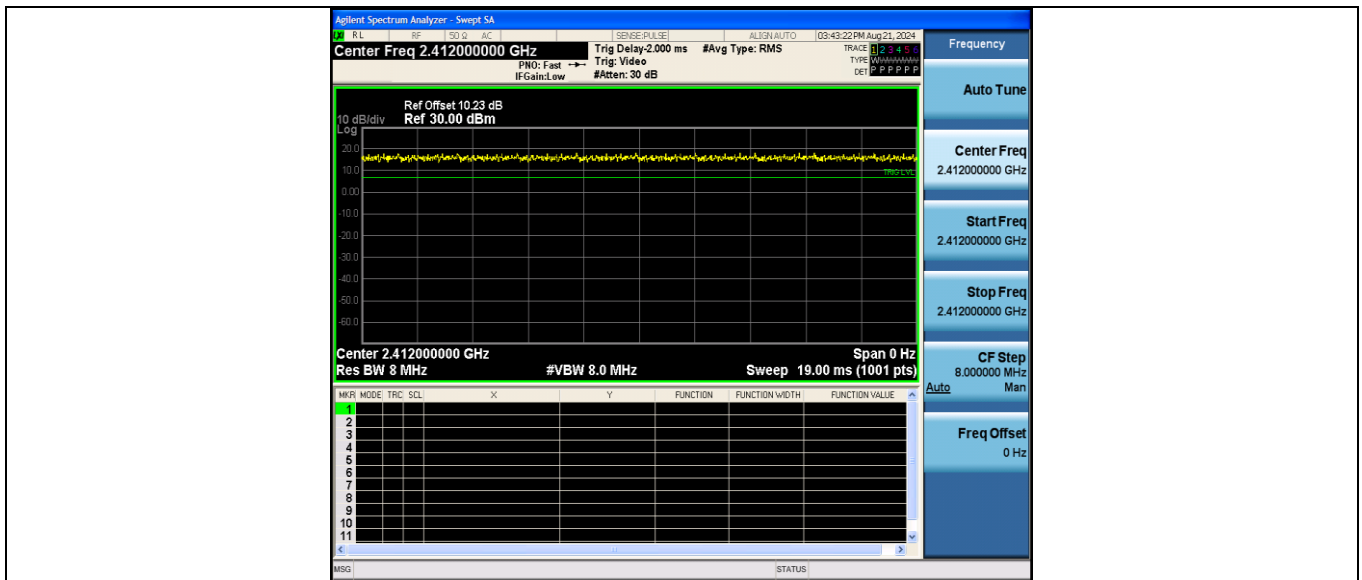 Agilent Spectrum Analyzer - Swept SA
RL RF 50 Ω AC SENSE:PULSE ALIGN AUTO 03:43:22 PM Aug 21, 2024
Center Freq 2.412000000 GHz
PNO: Fast
IFGain:Low
Trig Delay-2.000 ms
Trig: Video
#Atten: 30 dB
#Avg Type: RMS
TRACE 1 2 3 4 5 6
TYPE
DET P P P P P P
Ref Offset 10.23 dB
10 dB/div Ref 30.00 dBm
Log
20.0
10.0
0.00
-10.0
-20.0
-30.0
-40.0
-50.0
-60.0
TRIG LVL
Center 2.412000000 GHz Span 0 Hz
Res BW 8 MHz #VBW 8.0 MHz Sweep 19.00 ms (1001 pts)
MKR MODE TRC SCL X Y FUNCTION FUNCTION WIDTH FUNCTION VALUE
1
2
3
4
5
6
7
8
9
10
11
MSG STATUS
Frequency
Auto Tune
Center Freq
2.412000000 GHz
Start Freq
2.412000000 GHz
Stop Freq
2.412000000 GHz
CF Step
8.000000 MHz
Auto Man
Freq Offset
0 Hz